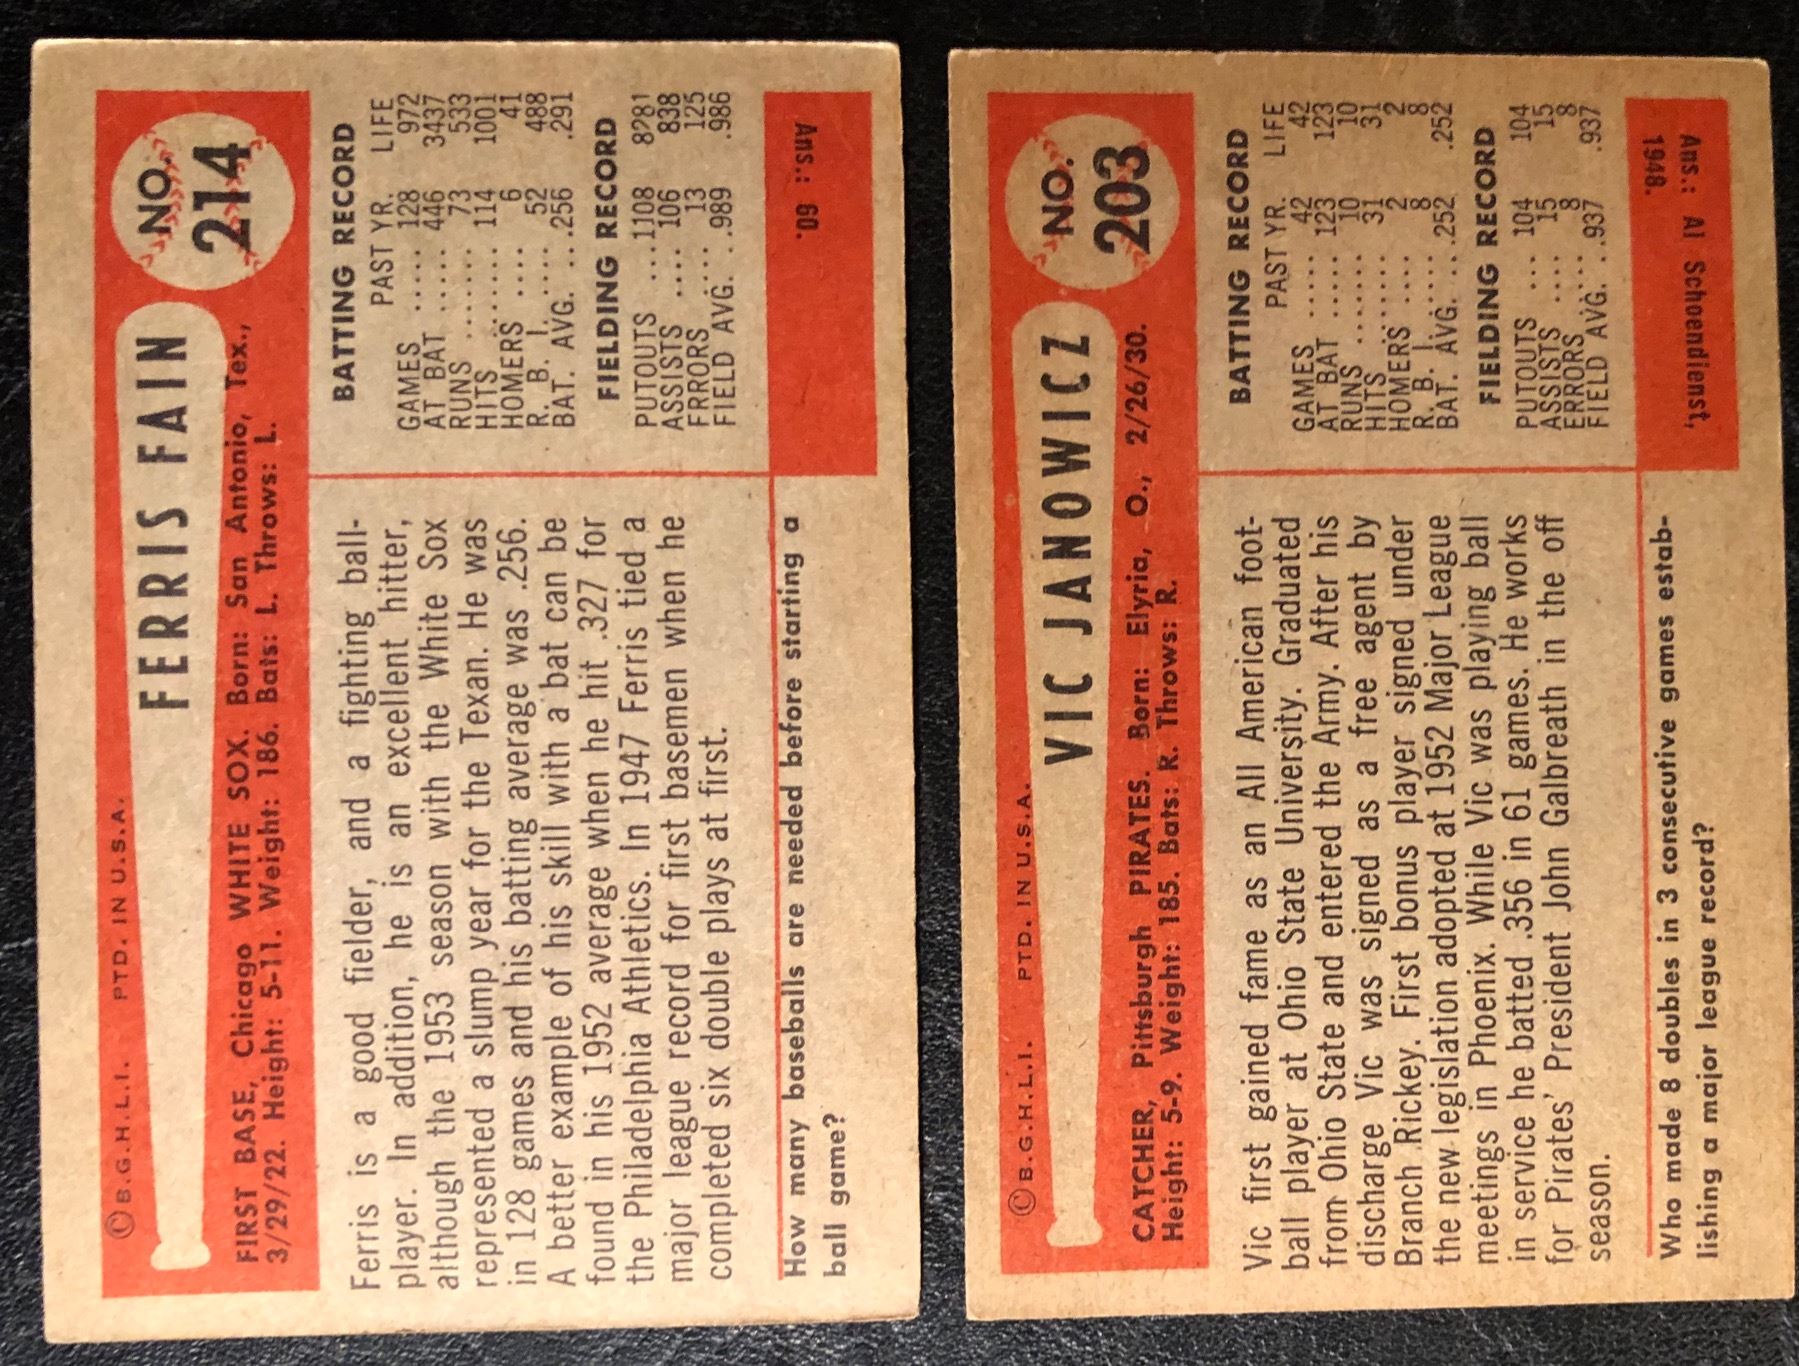 © B.G.H.L.I. PTD. IN U.S.A.
FERRIS FAIN
NO.
214
FIRST BASE, Chicago WHITE SOX. Born: San Antonio, Tex.,
3/29/22. Height: 5-11. Weight: 186. Bats: L. Throws: L.
Ferris is a good fielder, and a fighting ball-
player. In addition, he is an excellent hitter,
although the 1953 season with the White Sox
represented a slump year for the Texan. He was
in 128 games and his batting average was .256.
A better example of his skill with a bat can be
found in his 1952 average when he hit .327 for
the Philadelphia Athletics. In 1947 Ferris tied a
major league record for first basemen when he
completed six double plays at first.
BATTING RECORD
PAST YR. LIFE
GAMES ..... 128 972
AT BAT ..... 446 3437
RUNS ....... 73 533
HITS ....... 114 1001
HOMERS .... 6 41
R. B. I. .... 52 488
BAT. AVG. .. .256 .291
FIELDING RECORD
PUTOUTS ...1108 8281
ASSISTS .... 106 838
ERRORS .... 13 125
FIELD AVG. .. .989 .986
How many baseballs are needed before starting a
ball game?
Ans.: 60.
© B.G.H.L.I. PTD. IN U.S.A.
VIC JANOWICZ
NO.
203
CATCHER, Pittsburgh PIRATES. Born: Elyria, O., 2/26/30.
Height: 5-9. Weight: 185. Bats: R. Throws: R.
Vic first gained fame as an All American foot-
ball player at Ohio State University. Graduated
from Ohio State and entered the Army. After his
discharge Vic was signed as a free agent by
Branch Rickey. First bonus player signed under
the new legislation adopted at 1952 Major League
meetings in Phoenix. While Vic was playing ball
in service he batted .356 in 61 games. He works
for Pirates' President John Galbreath in the off
season.
BATTING RECORD
PAST YR. LIFE
GAMES ..... 42 42
AT BAT ..... 123 123
RUNS ....... 10 10
HITS ....... 31 31
HOMERS .... 2 2
R. B. I. .... 8 8
BAT. AVG. .. .252 .252
FIELDING RECORD
PUTOUTS .... 104 104
ASSISTS .... 15 15
ERRORS .... 8 8
FIELD AVG. .. .937 .937
Who made 8 doubles in 3 consecutive games estab-
lishing a major league record?
Ans.: Al Schoendienst,
1948.